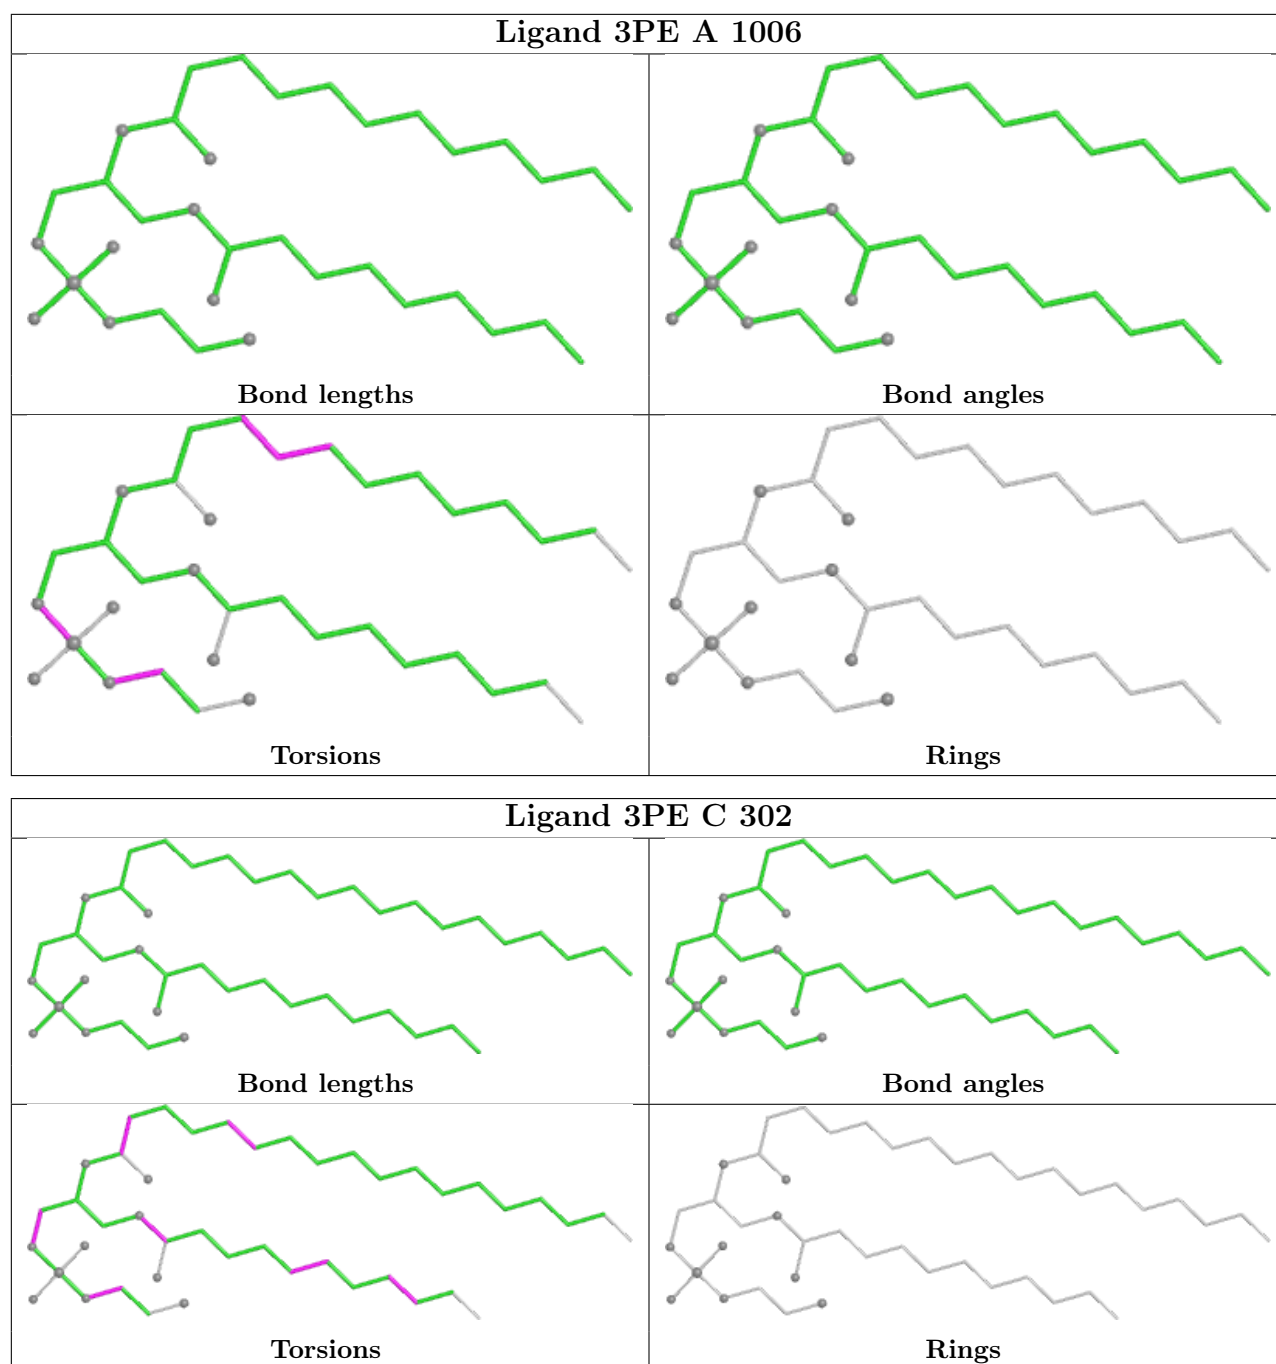 Ligand 3PE A 1006
Bond lengths
Bond angles
Torsions
Rings
Ligand 3PE C 302
Bond lengths
Bond angles
Torsions
Rings